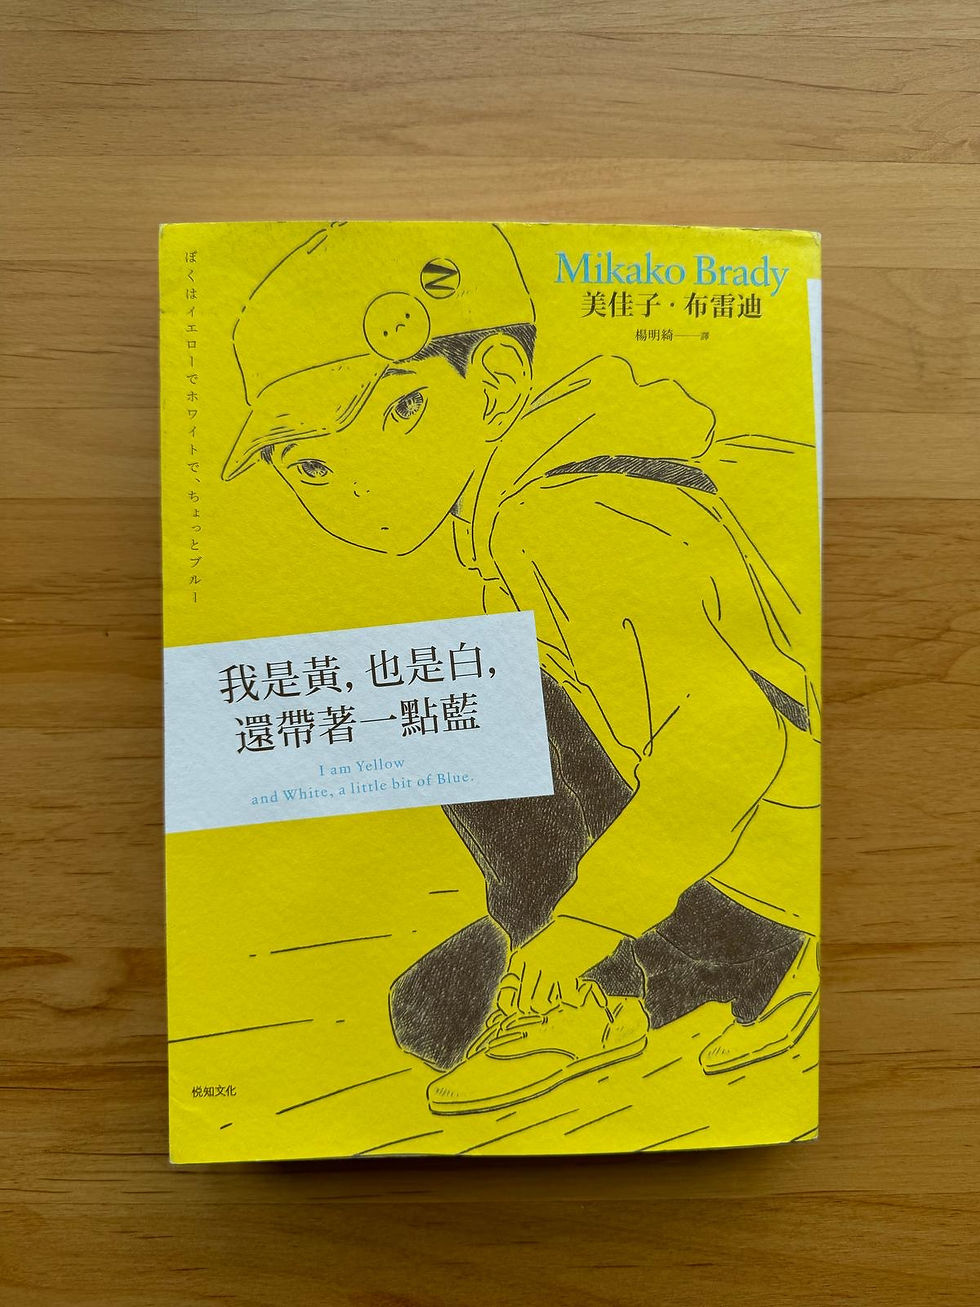 ぼくはイエローでホワイトで、ちょっとブルー
Mikako Brady
美佳子・布雷迪
楊明綺——譯
N
我是黃,也是白,
還帶著一點藍
I am Yellow
and White, a little bit of Blue.
悅知文化